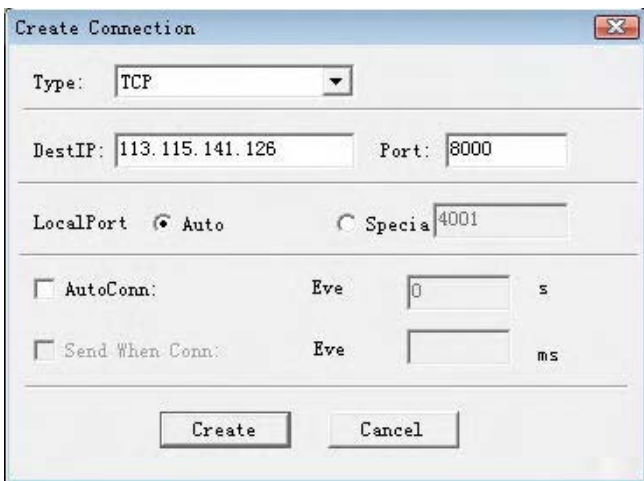 Create Connection
Type: TCP
DestIP: 113.115.141.126 Port: 8000
LocalPort Auto Specia 4001
AutoConn: Eve 0 s
Send When Conn: Eve ms
Create Cancel